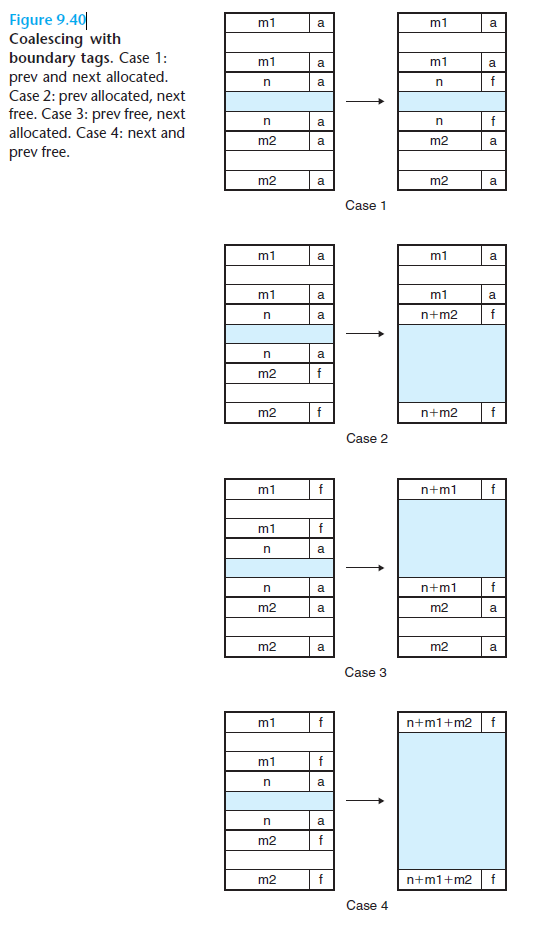 Figure 9.40
Coalescing with
boundary tags. Case 1:
prev and next allocated.
Case 2: prev allocated, next
free. Case 3: prev free, next
allocated. Case 4: next and
prev free.
m1 a m1 a
m1 a m1 a
n a n f
n a n f
m2 a m2 a
m2 a m2 a
Case 1
m1 a m1 a
m1 a m1 a
n a n+m2 f
n a
m2 f
m2 f n+m2 f
Case 2
m1 f n+m1 f
m1 f
n a
n a n+m1 f
m2 a m2 a
m2 a m2 a
Case 3
m1 f n+m1+m2 f
m1 f
n a
n a
m2 f
m2 f n+m1+m2 f
Case 4